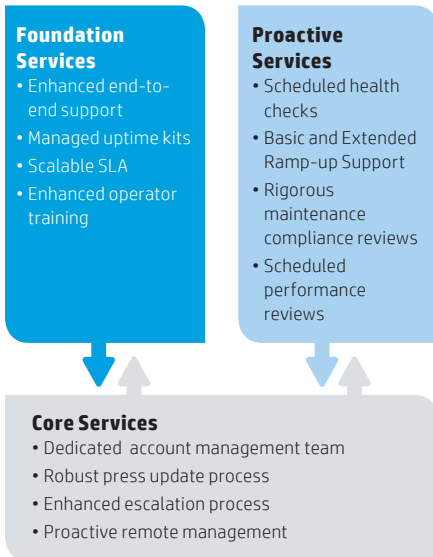 Foundation
Services
• Enhanced end-to-
end support
• Managed uptime kits
• Scalable SLA
• Enhanced operator
training
Proactive
Services
• Scheduled health
checks
• Basic and Extended
Ramp-up Support
• Rigorous
maintenance
compliance reviews
• Scheduled
performance
reviews
Core Services
• Dedicated account management team
• Robust press update process
• Enhanced escalation process
• Proactive remote management